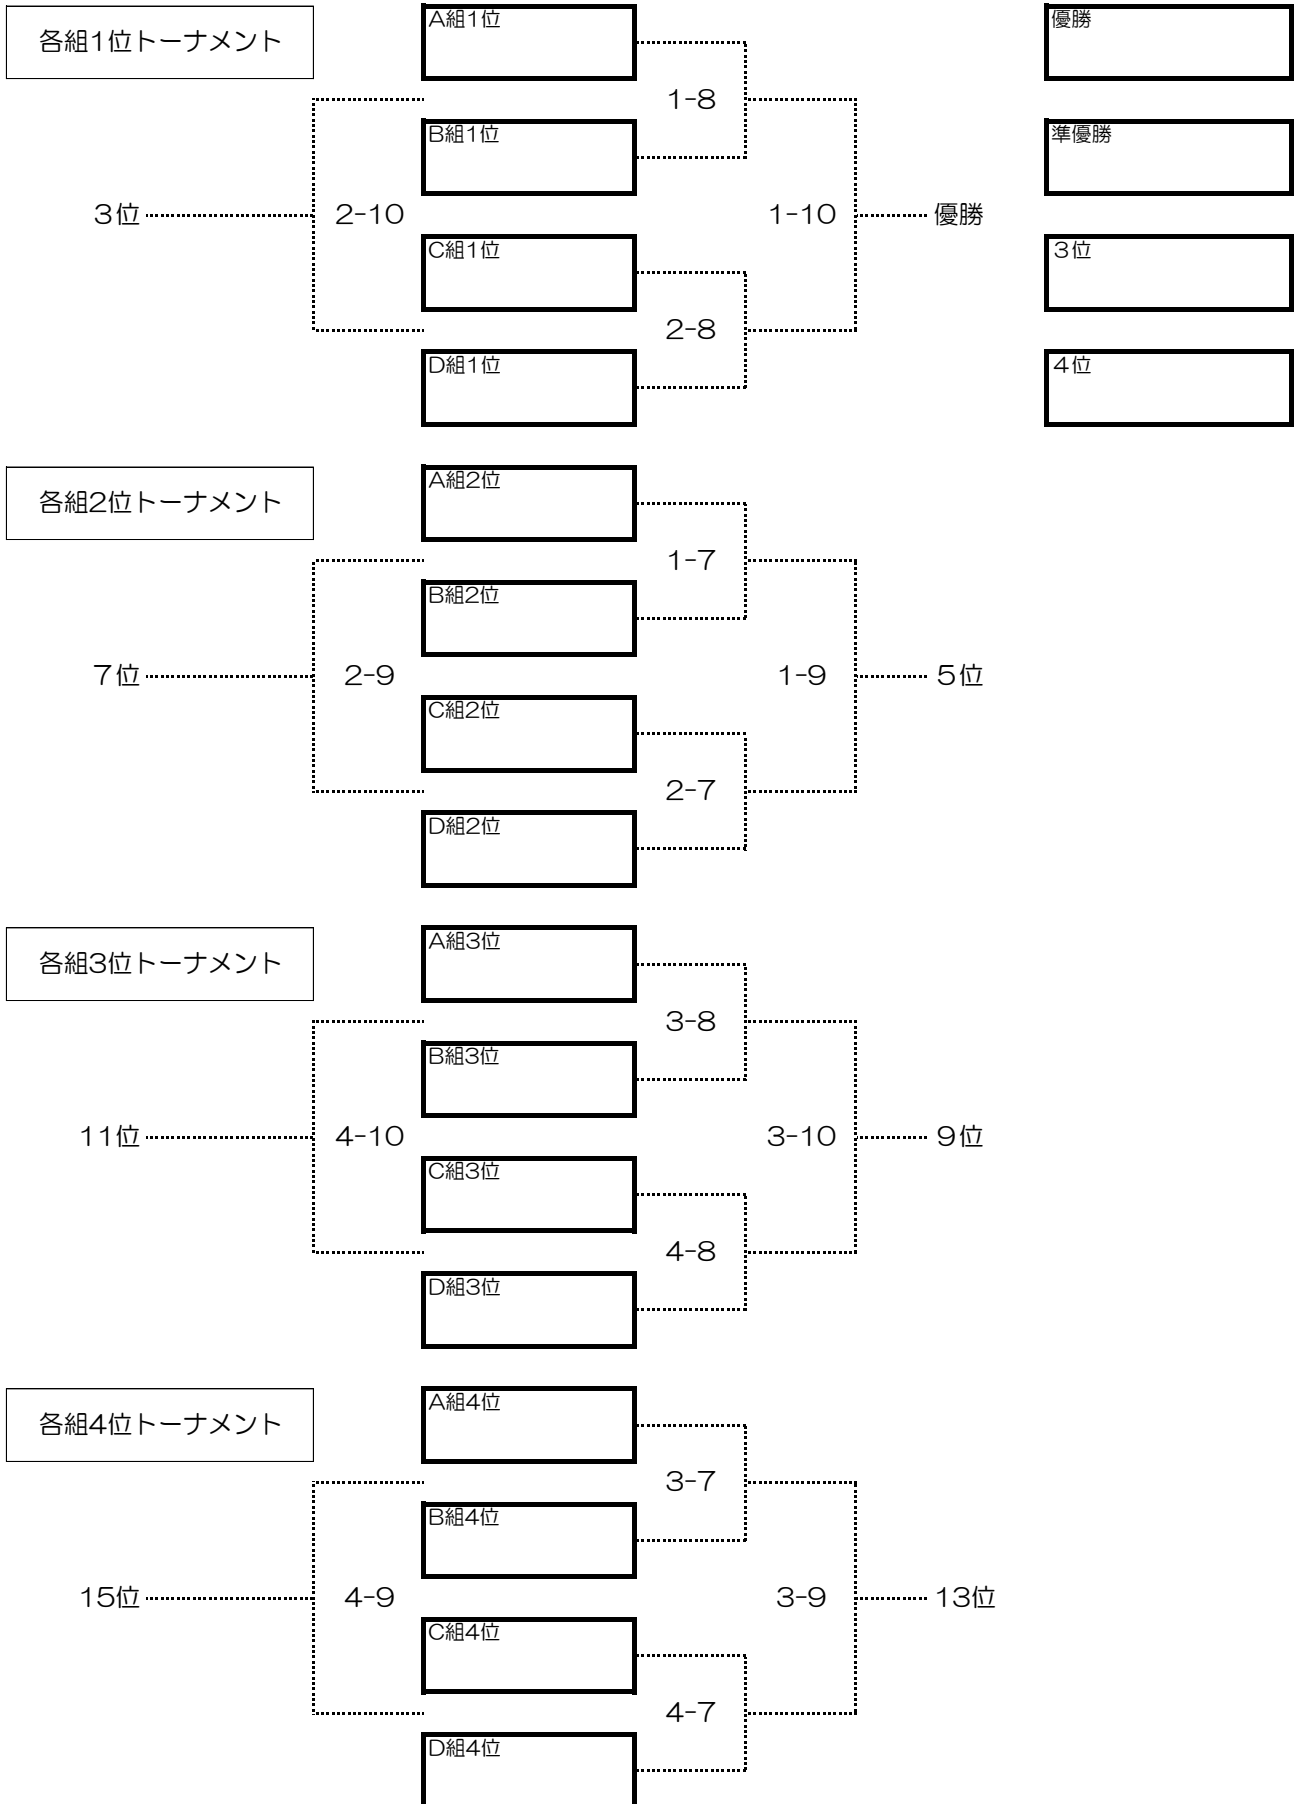 各組1位トーナメント
A組1位
優勝
1-8
B組1位
準優勝
3位
2-10
1-10
優勝
C組1位
3位
2-8
D組1位
4位
各組2位トーナメント
A組2位
1-7
B組2位
7位
2-9
1-9
5位
C組2位
2-7
D組2位
各組3位トーナメント
A組3位
3-8
B組3位
11位
4-10
3-10
9位
C組3位
4-8
D組3位
各組4位トーナメント
A組4位
3-7
B組4位
15位
4-9
3-9
13位
C組4位
4-7
D組4位